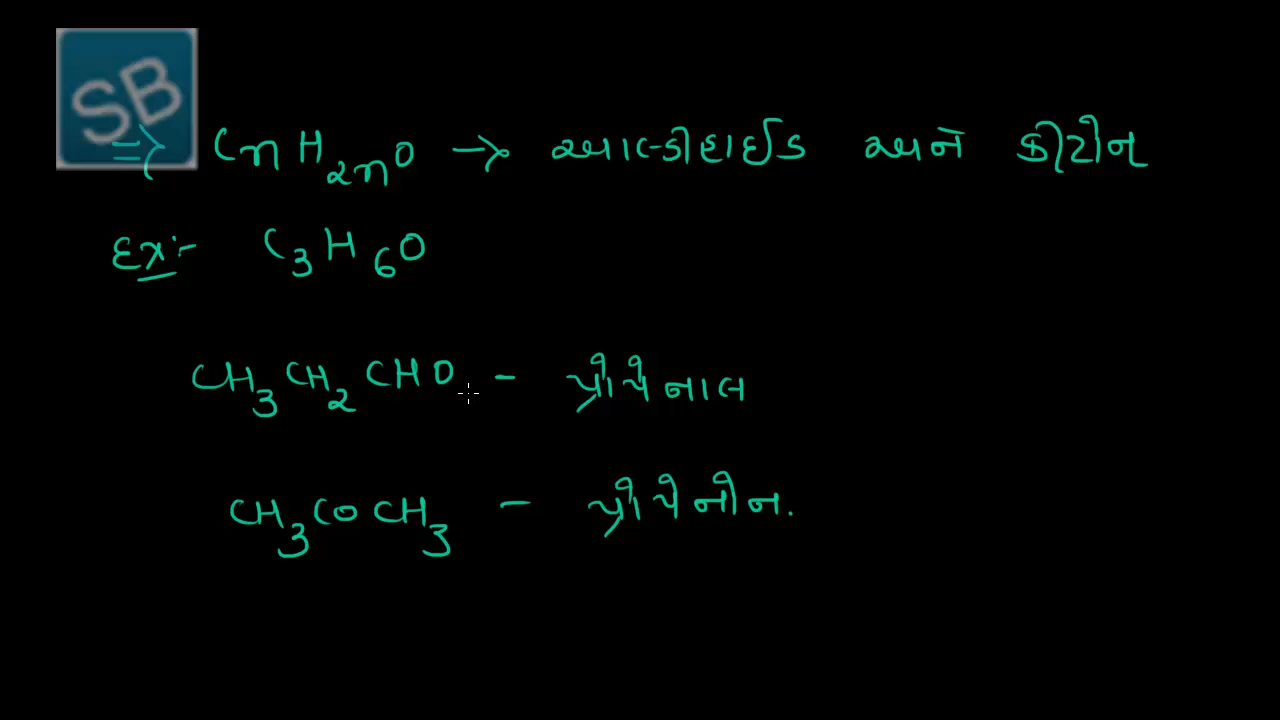 SB
⇒ CnH₂nO → આલ્ડીહાઈડ અને કીટોન
Ex:- C₃H₆O
CH₃CH₂CHO - પ્રોપેનાલ
CH₃COCH₃ - પ્રોપેનોન.